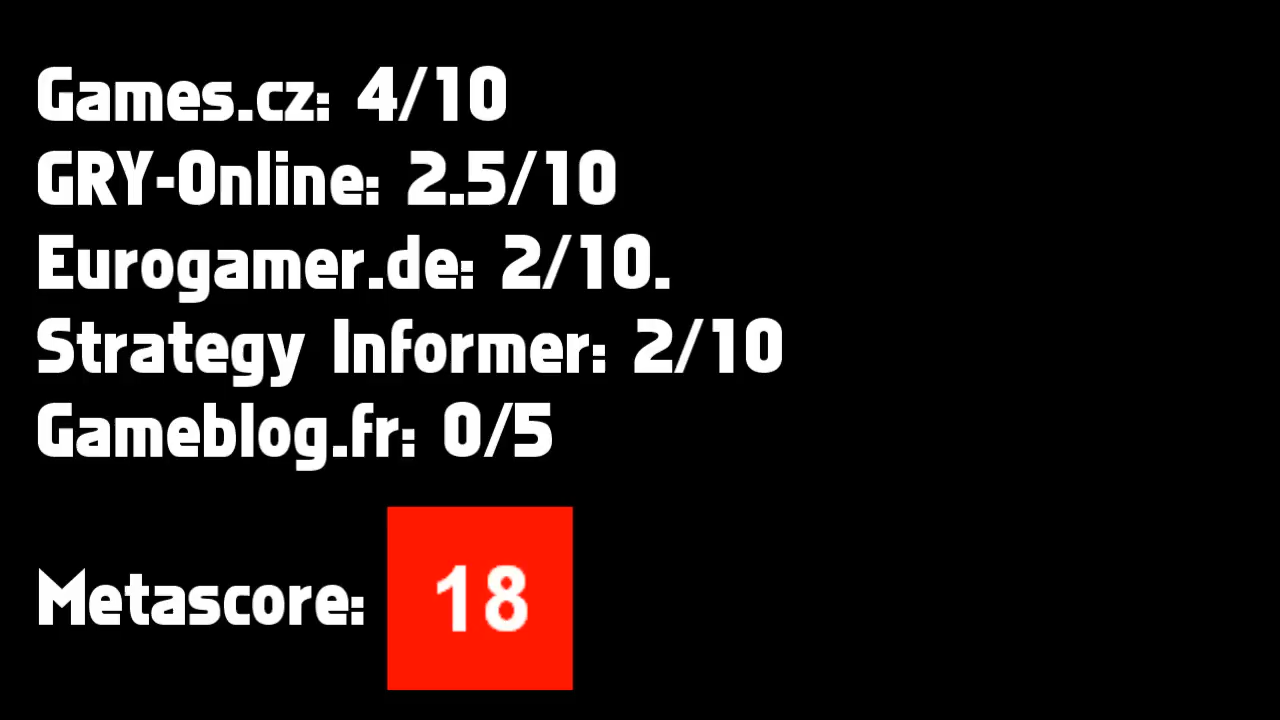 Games.cz: 4/10
GRY-Online: 2.5/10
Eurogamer.de: 2/10.
Strategy Informer: 2/10
Gameblog.fr: 0/5
Metascore: 18